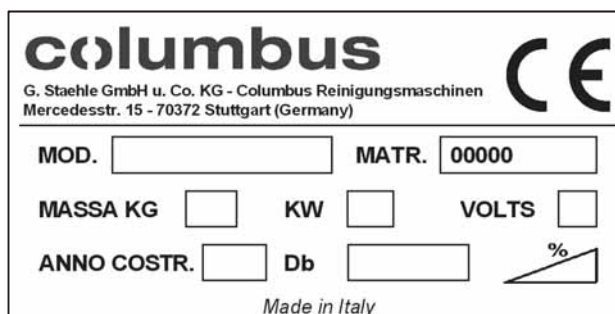 columbus CE
G. Staehle GmbH u. Co. KG - Columbus Reinigungsmaschinen
Mercedesstr. 15 - 70372 Stuttgart (Germany)
MOD. MATR. 00000
MASSA KG KW VOLTS
ANNO COSTR. Db %
Made in Italy